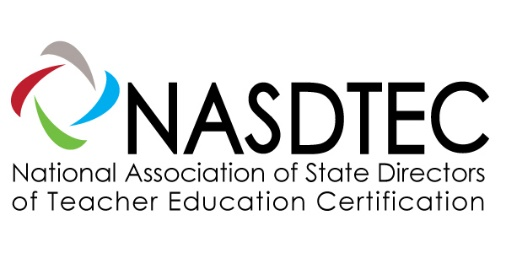 NASDTEC
National Association of State Directors
of Teacher Education Certification